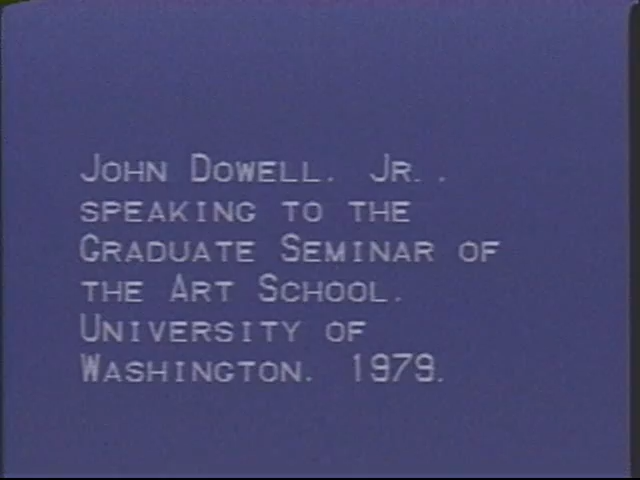 John Dowell. Jr..
speaking to the
Graduate Seminar of
the Art School.
University of
Washington. 1979.